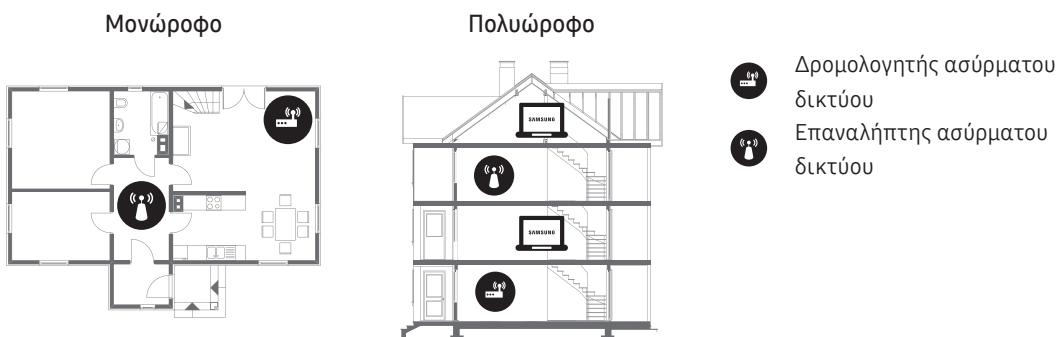 Μονώροφο
Πολυώροφο
SAMSUNG
SAMSUNG
Δρομολογητής ασύρματου
δικτύου
Επαναλήπτης ασύρματου
δικτύου